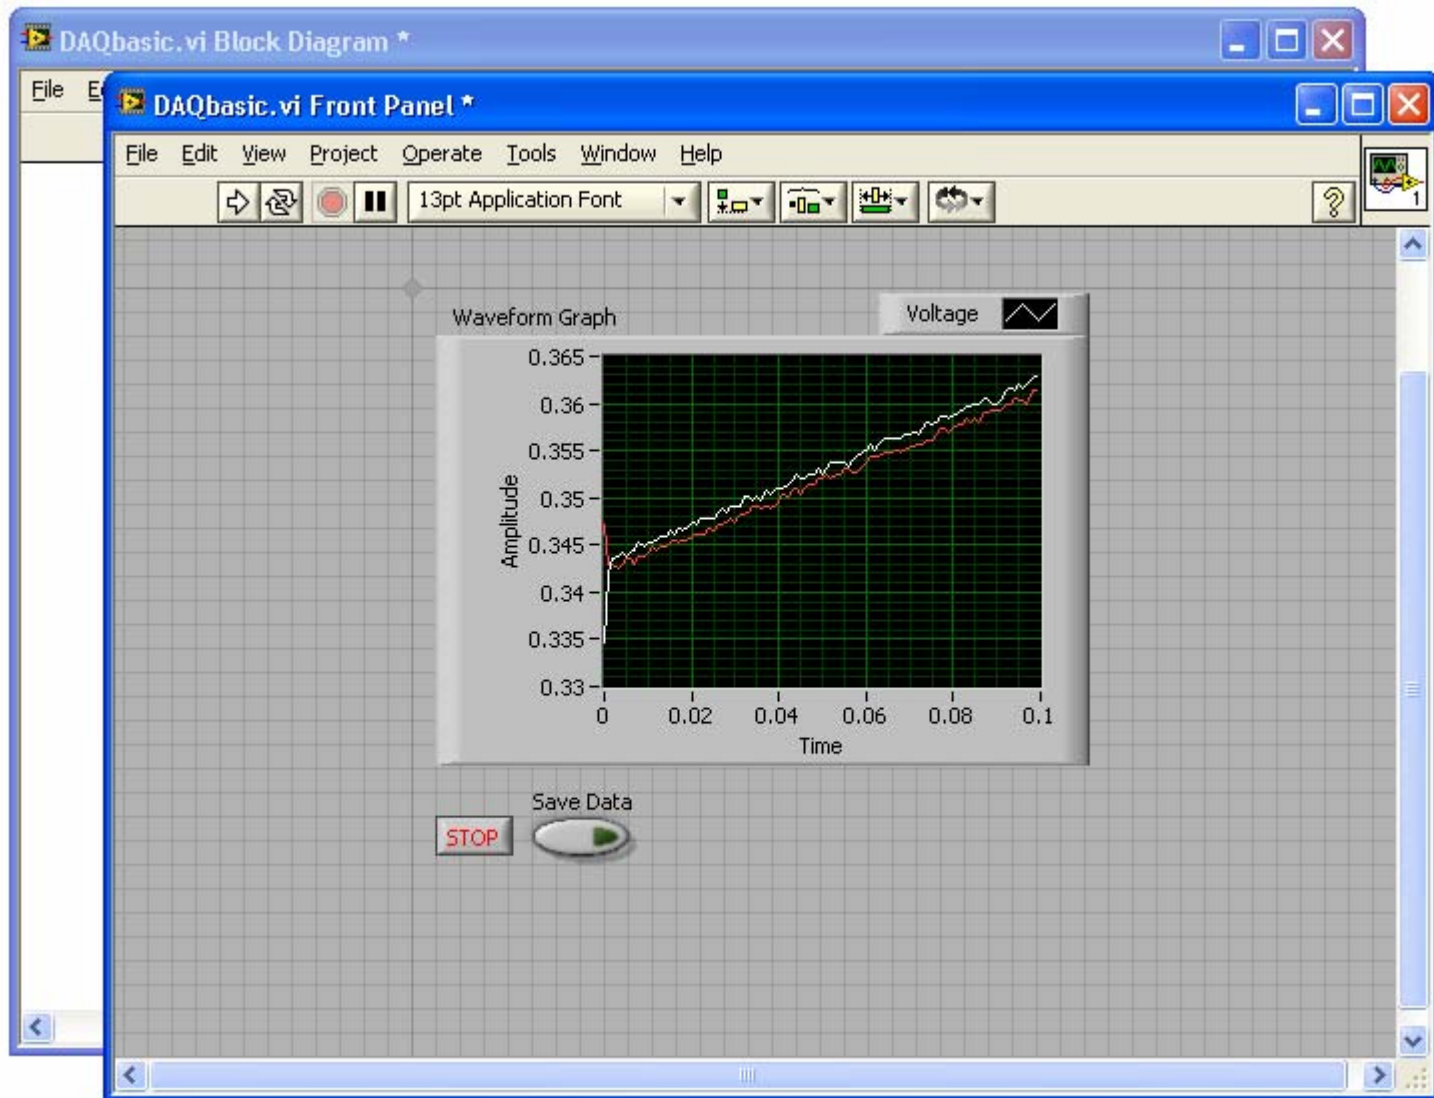 DAQbasic.vi Block Diagram *
File E
DAQbasic.vi Front Panel *
File Edit View Project Operate Tools Window Help
13pt Application Font
?
1
Waveform Graph
Voltage
0.365
0.36
0.355
0.35
0.345
0.34
0.335
0.33
Amplitude
0 0.02 0.04 0.06 0.08 0.1
Time
Save Data
STOP